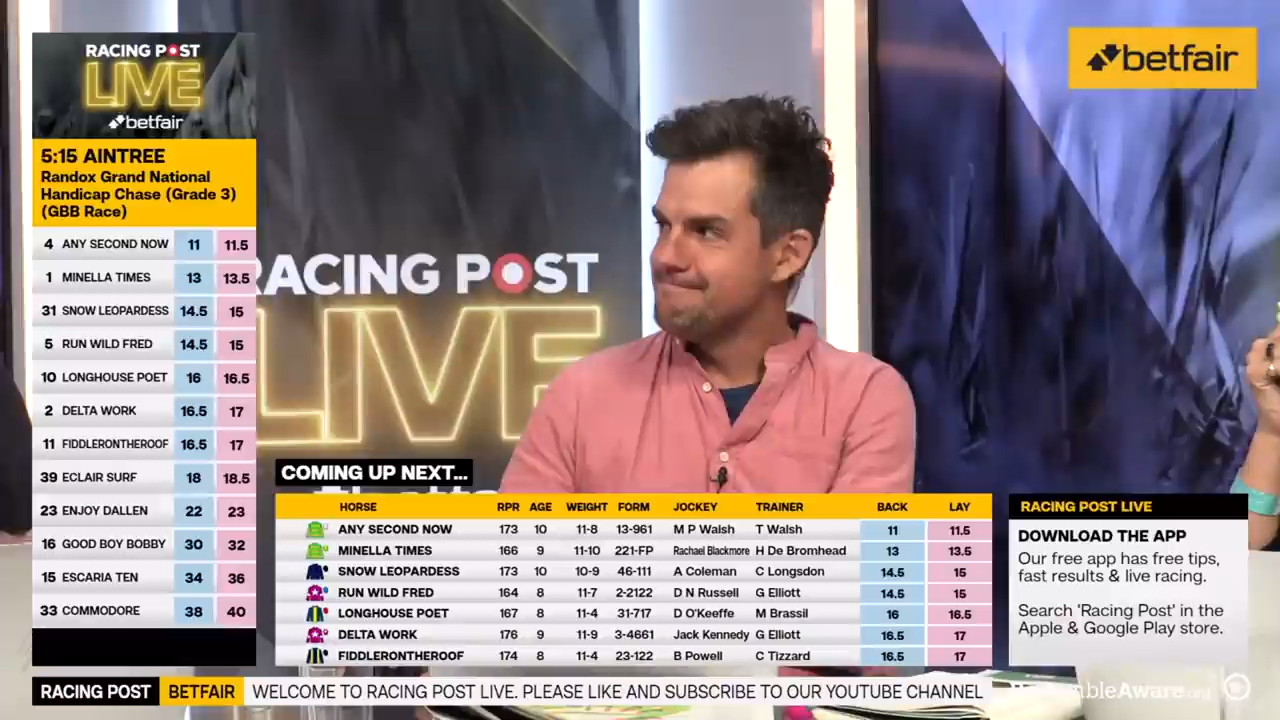 RACING POST
LIVE
betfair
5:15 AINTREE
Randox Grand National
Handicap Chase (Grade 3)
(GBB Race)
4 ANY SECOND NOW 11 11.5
1 MINELLA TIMES 13 13.5
31 SNOW LEOPARDESS 14.5 15
5 RUN WILD FRED 14.5 15
10 LONGHOUSE POET 16 16.5
2 DELTA WORK 16.5 17
11 FIDDLERONTHEROOF 16.5 17
39 ECLAIR SURF 18 18.5
23 ENJOY DALLEN 22 23
16 GOOD BOY BOBBY 30 32
15 ESCARIA TEN 34 36
33 COMMODORE 38 40
betfair
RACING POST
LIVE
COMING UP NEXT...
HORSE RPR AGE WEIGHT FORM JOCKEY TRAINER BACK LAY
ANY SECOND NOW 173 10 11-8 13-961 M P Walsh T Walsh 11 11.5
MINELLA TIMES 166 9 11-10 221-FP Rachael Blackmore H De Bromhead 13 13.5
SNOW LEOPARDESS 173 10 10-9 46-111 A Coleman C Longsdon 14.5 15
RUN WILD FRED 164 8 11-7 2-2122 D N Russell G Elliott 14.5 15
LONGHOUSE POET 167 8 11-4 31-717 D O'Keeffe M Brassil 16 16.5
DELTA WORK 176 9 11-9 3-4661 Jack Kennedy G Elliott 16.5 17
FIDDLERONTHEROOF 174 8 11-4 23-122 B Powell C Tizzard 16.5 17
RACING POST LIVE
DOWNLOAD THE APP
Our free app has free tips,
fast results & live racing.
Search 'Racing Post' in the
Apple & Google Play store.
RACING POST BETFAIR WELCOME TO RACING POST LIVE. PLEASE LIKE AND SUBSCRIBE TO OUR YOUTUBE CHANNEL